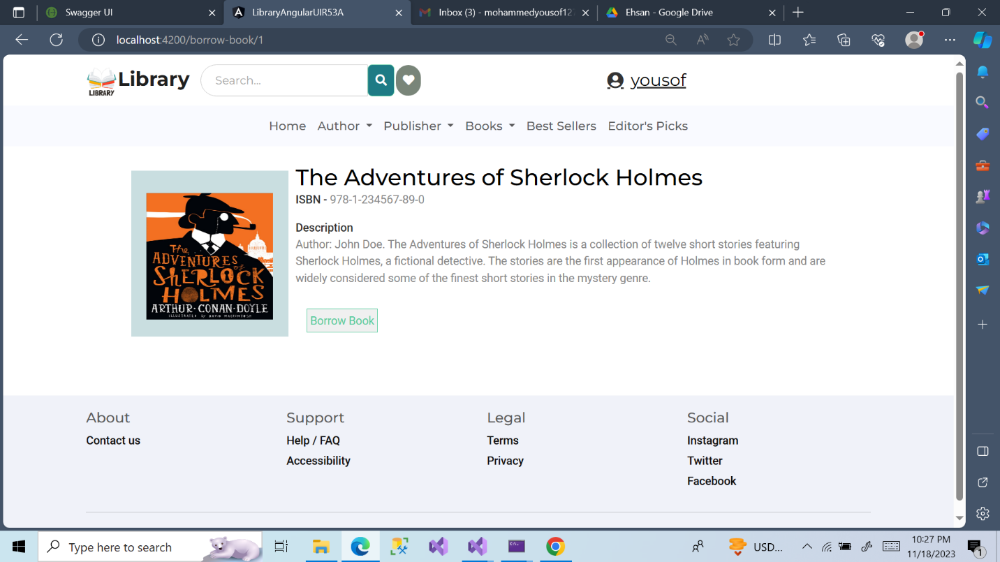 Swagger UI
LibraryAngularUIR53A
Inbox (3) - mohammedyousof127
Ehsan - Google Drive
localhost:4200/borrow-book/1
LIBRARY
Library
Search...
yousof
Home Author Publisher Books Best Sellers Editor's Picks
The Adventures of Sherlock Holmes
ISBN - 978-1-234567-89-0
Description
Author: John Doe. The Adventures of Sherlock Holmes is a collection of twelve short stories featuring
Sherlock Holmes, a fictional detective. The stories are the first appearance of Holmes in book form and are
widely considered some of the finest short stories in the mystery genre.
The
ADVENTURES
of
SHERLOCK
HOLMES
ARTHUR·CONAN·DOYLE
ILLUSTRATED by DAVID MACKINTOSH
Borrow Book
About
Contact us
Support
Help / FAQ
Accessibility
Legal
Terms
Privacy
Social
Instagram
Twitter
Facebook
Type here to search
USD...
10:27 PM
11/18/2023
1